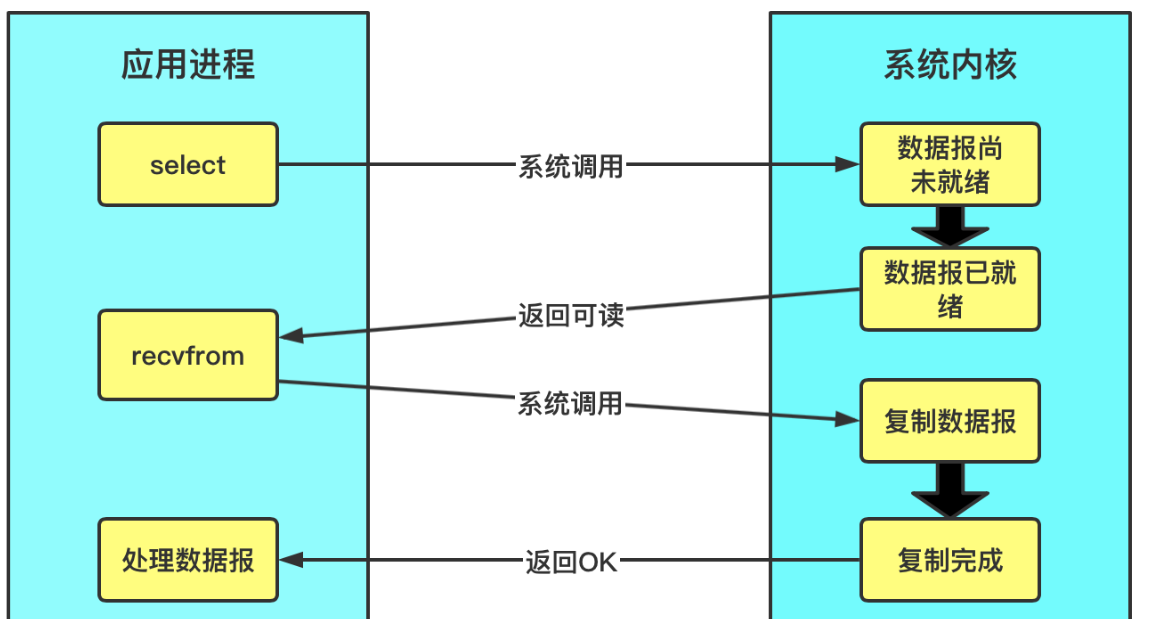 应用进程
系统内核
select
系统调用
数据报尚
未就绪
数据报已就
绪
返回可读
recvfrom
系统调用
复制数据报
处理数据报
返回OK
复制完成